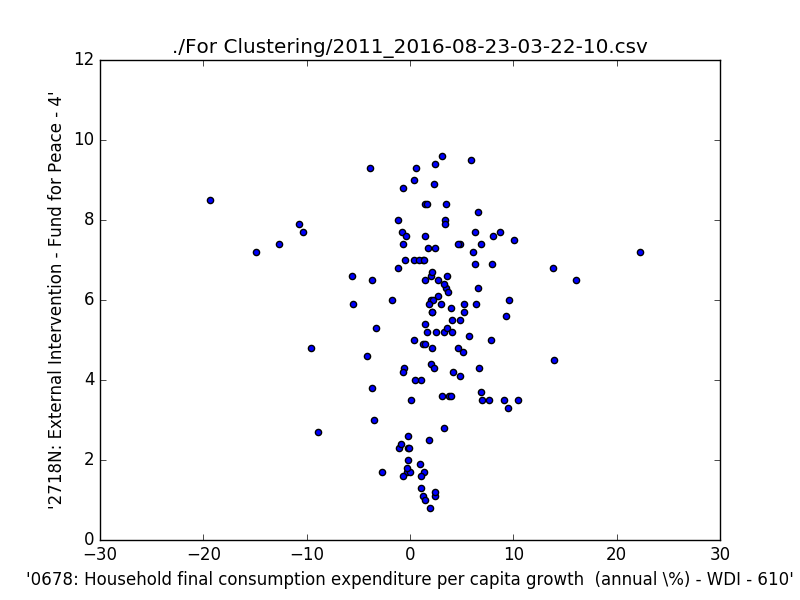 ./For Clustering/2011_2016-08-23-03-22-10.csv
'2718N: External Intervention - Fund for Peace - 4'
12
10
8
6
4
2
0
−30 −20 −10 0 10 20 30
'0678: Household final consumption expenditure per capita growth  (annual \%) - WDI - 610'